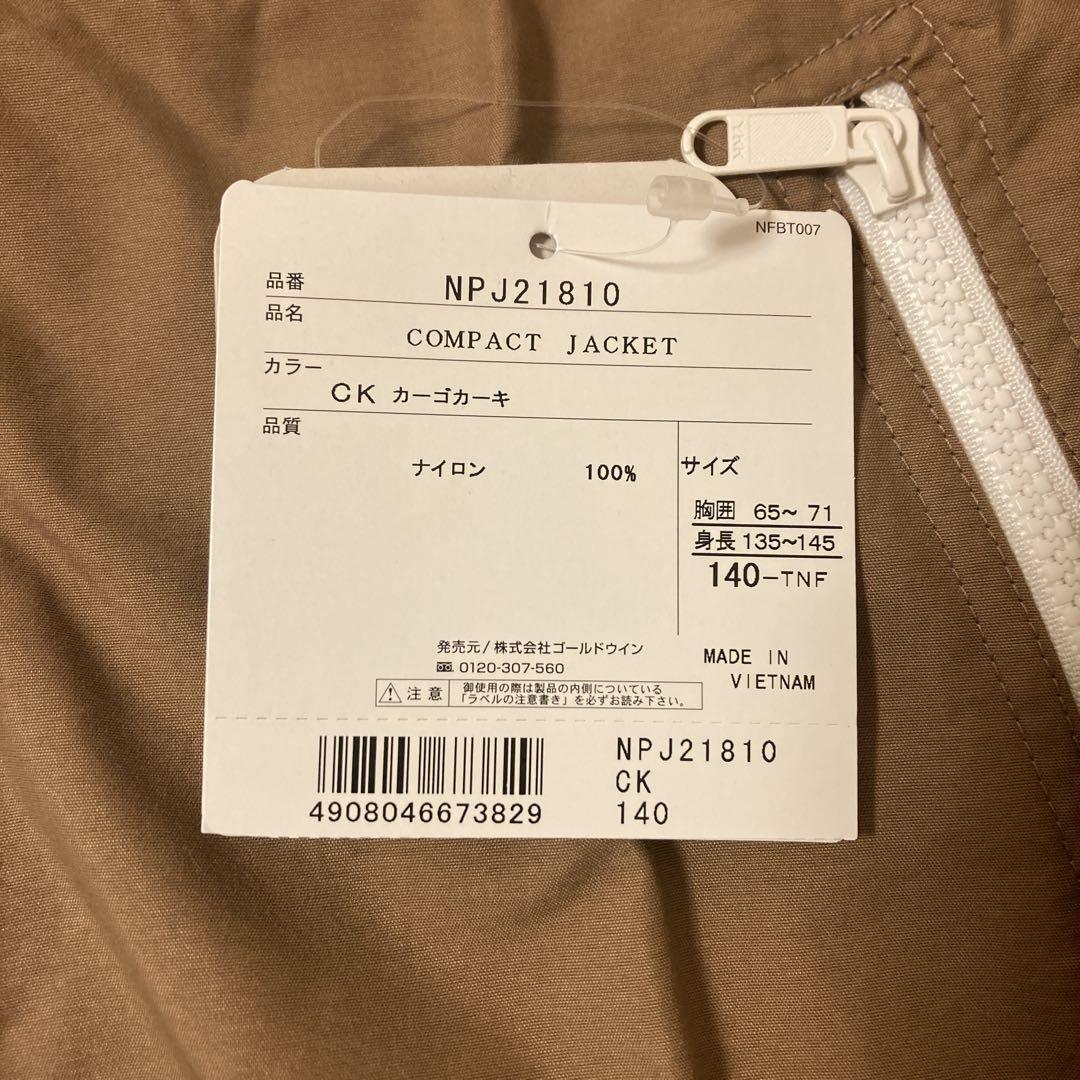 YKK
NFBT007
品番 NPJ21810
品名
COMPACT JACKET
カラー
CK カーゴカーキ
品質
ナイロン 100%
サイズ
胸囲 65～ 71
身長 135～145
140-TNF
発売元/株式会社ゴールドウイン
0120-307-560
MADE IN
VIETNAM
注意 御使用の際は製品の内側についている
「ラベルの注意書き」を必ずお読み下さい。
4908046673829
NPJ21810
CK
140